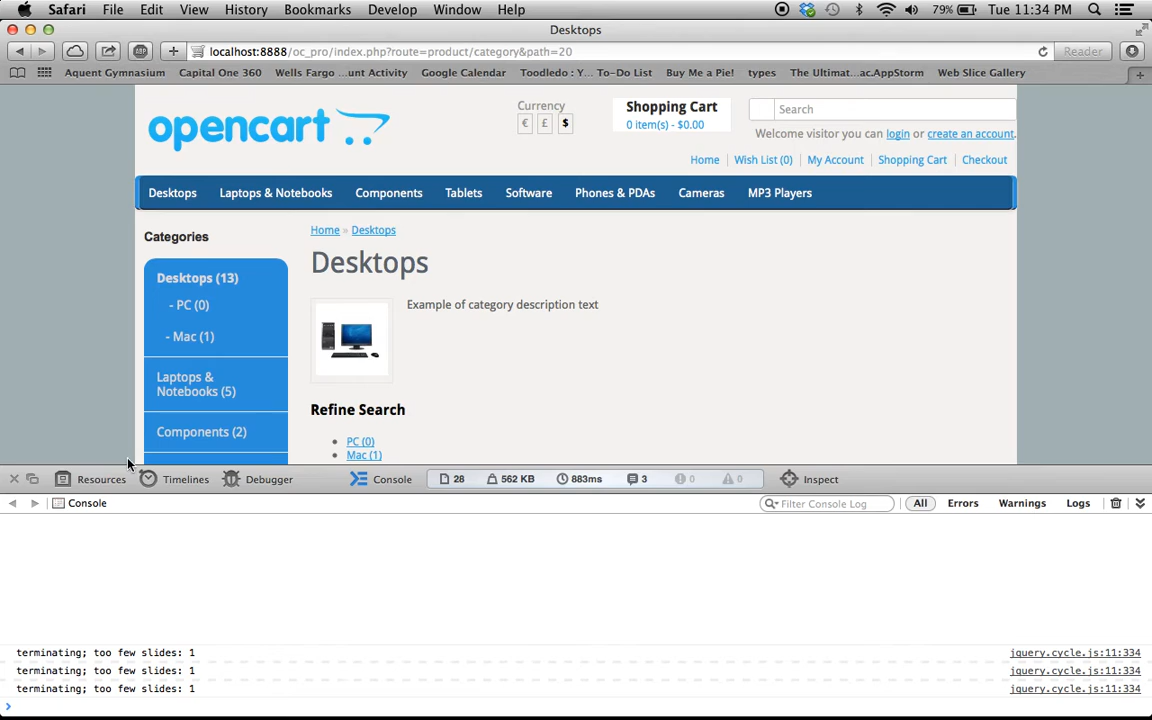 Safari File Edit View History Bookmarks Develop Window Help 79% Tue 11:34 PM
Desktops
localhost:8888/oc_pro/index.php?route=product/category&path=20 Reader
Aquent Gymnasium Capital One 360 Wells Fargo ...unt Activity Google Calendar Toodledo : Y... To-Do List Buy Me a Pie! types The Ultimat...ac.AppStorm Web Slice Gallery
opencart
Currency
€ £ $
Shopping Cart
0 item(s) - $0.00
Search
Welcome visitor you can login or create an account.
Home Wish List (0) My Account Shopping Cart Checkout
Desktops Laptops & Notebooks Components Tablets Software Phones & PDAs Cameras MP3 Players
Categories
Desktops (13)
- PC (0)
- Mac (1)
Laptops &
Notebooks (5)
Components (2)
Home » Desktops
Desktops
Example of category description text
Refine Search
PC (0)
Mac (1)
Resources Timelines Debugger Console 28 562 KB 883ms 3 0 0 Inspect
Console Filter Console Log All Errors Warnings Logs
terminating; too few slides: 1 jquery.cycle.js:11:334
terminating; too few slides: 1 jquery.cycle.js:11:334
terminating; too few slides: 1 jquery.cycle.js:11:334